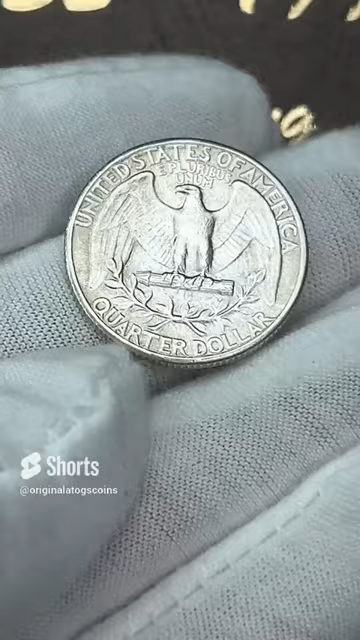 UNITED STATES OF AMERICA
E PLURIBUS
UNUM
QUARTER DOLLAR
Shorts
@originalatogscoins